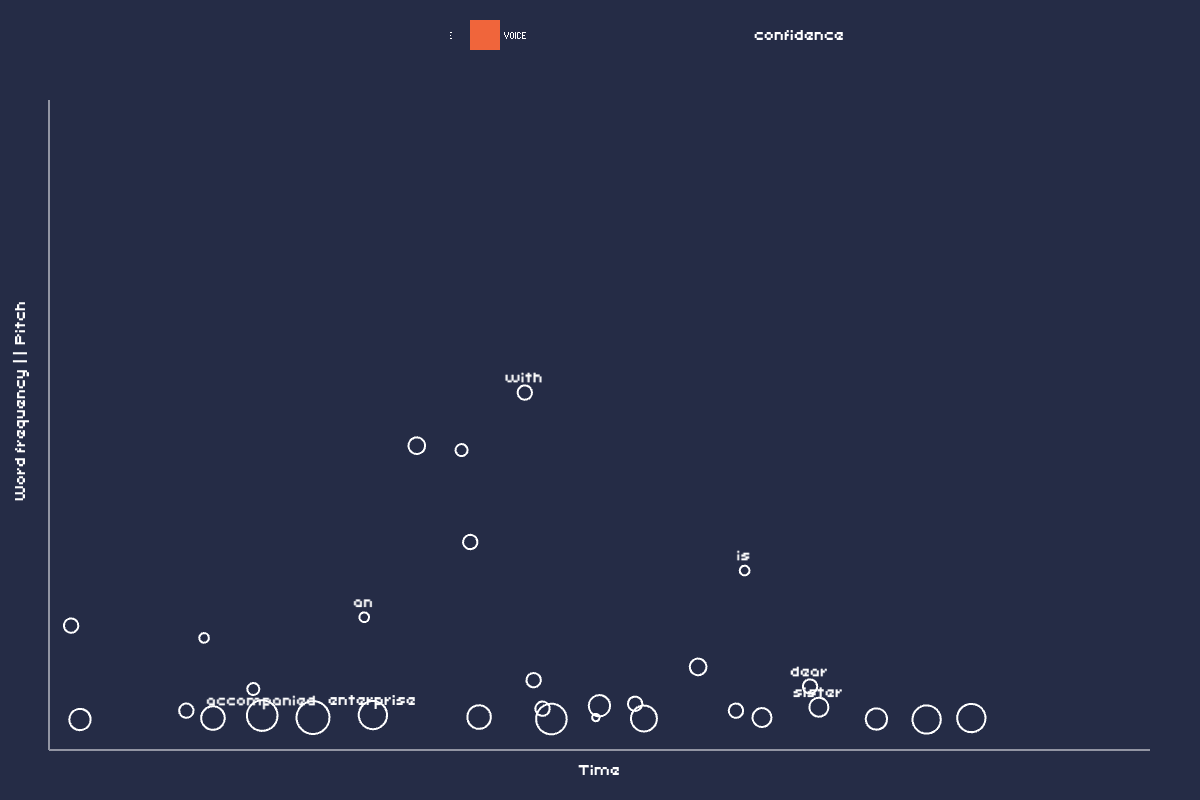 : VOICE
confidence
Word frequency || Pitch
with
is
an
dear
sister
accompanied
enterprise
Time